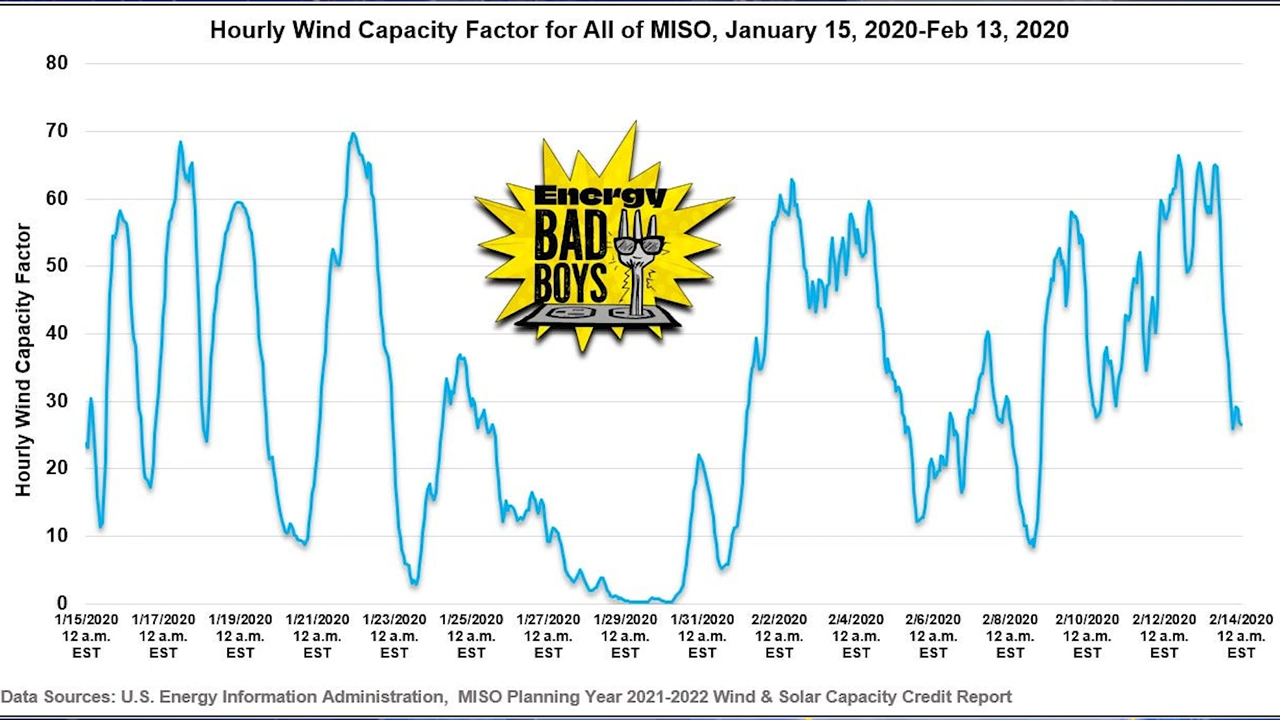 Hourly Wind Capacity Factor for All of MISO, January 15, 2020-Feb 13, 2020
80
70
60
50
40
30
20
10
0
Hourly Wind Capacity Factor
Energy
BAD
BOYS
1/15/2020 1/17/2020 1/19/2020 1/21/2020 1/23/2020 1/25/2020 1/27/2020 1/29/2020 1/31/2020 2/2/2020 2/4/2020 2/6/2020 2/8/2020 2/10/2020 2/12/2020 2/14/2020
12 a.m. 12 a.m. 12 a.m. 12 a.m. 12 a.m. 12 a.m. 12 a.m. 12 a.m. 12 a.m. 12 a.m. 12 a.m. 12 a.m. 12 a.m. 12 a.m. 12 a.m. 12 a.m.
EST EST EST EST EST EST EST EST EST EST EST EST EST EST EST EST
Data Sources: U.S. Energy Information Administration, MISO Planning Year 2021-2022 Wind & Solar Capacity Credit Report